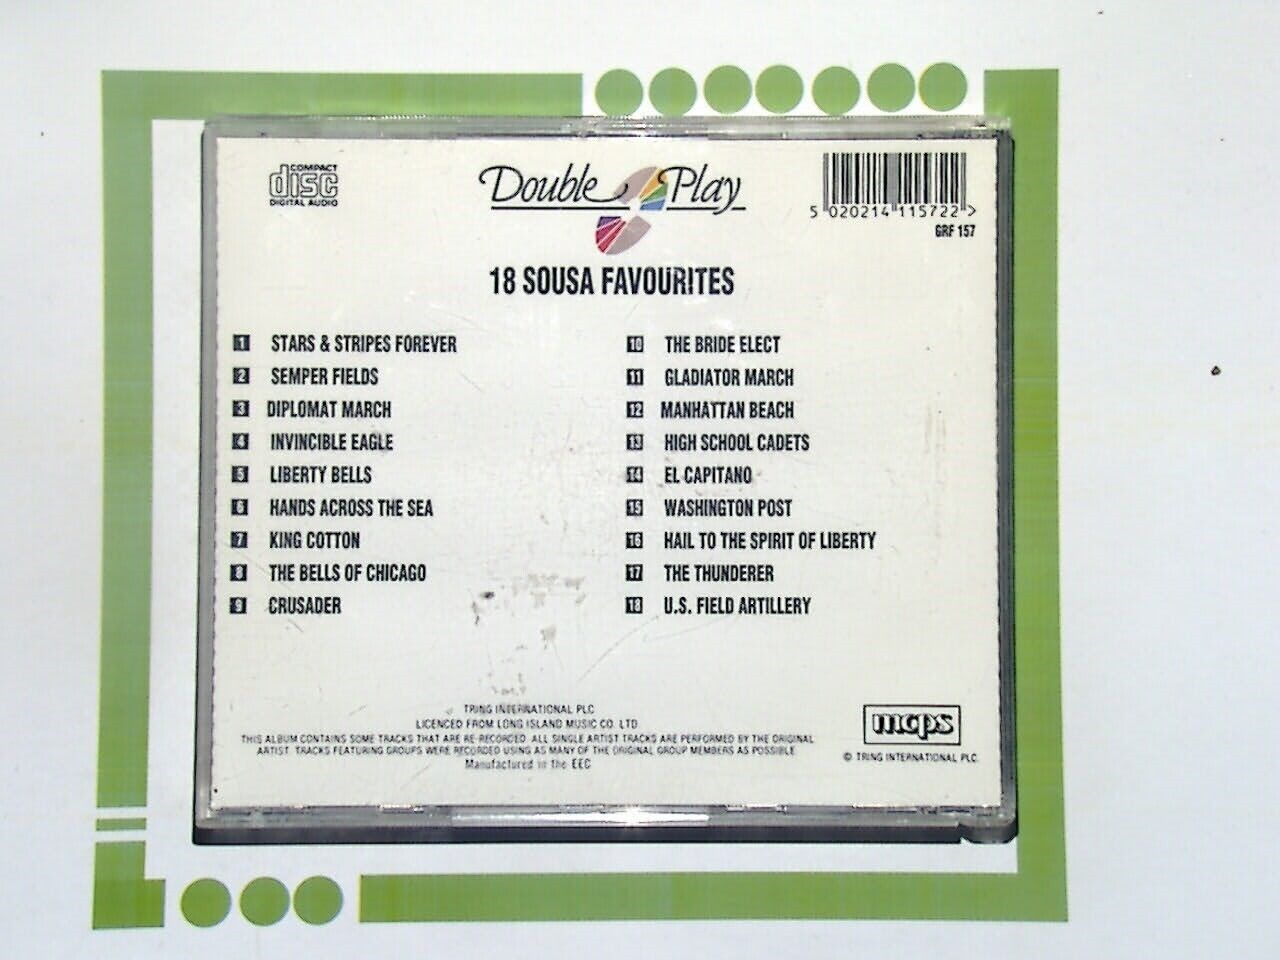 COMPACT
disc
DIGITAL AUDIO
Double Play
5 020214 115722 >
GRF 157
18 SOUSA FAVOURITES
1 STARS & STRIPES FOREVER
2 SEMPER FIELDS
3 DIPLOMAT MARCH
4 INVINCIBLE EAGLE
5 LIBERTY BELLS
6 HANDS ACROSS THE SEA
7 KING COTTON
8 THE BELLS OF CHICAGO
9 CRUSADER
10 THE BRIDE ELECT
11 GLADIATOR MARCH
12 MANHATTAN BEACH
13 HIGH SCHOOL CADETS
14 EL CAPITANO
15 WASHINGTON POST
16 HAIL TO THE SPIRIT OF LIBERTY
17 THE THUNDERER
18 U.S. FIELD ARTILLERY
TRING INTERNATIONAL PLC
LICENCED FROM LONG ISLAND MUSIC CO. LTD.
THIS ALBUM CONTAINS SOME TRACKS THAT ARE RE-RECORDED. ALL SINGLE ARTIST TRACKS ARE PERFORMED BY THE ORIGINAL
ARTIST. TRACKS FEATURING GROUPS WERE RECORDED USING AS MANY OF THE ORIGINAL GROUP MEMBERS AS POSSIBLE
Manufactured in the EEC
mcps
© TRING INTERNATIONAL PLC.